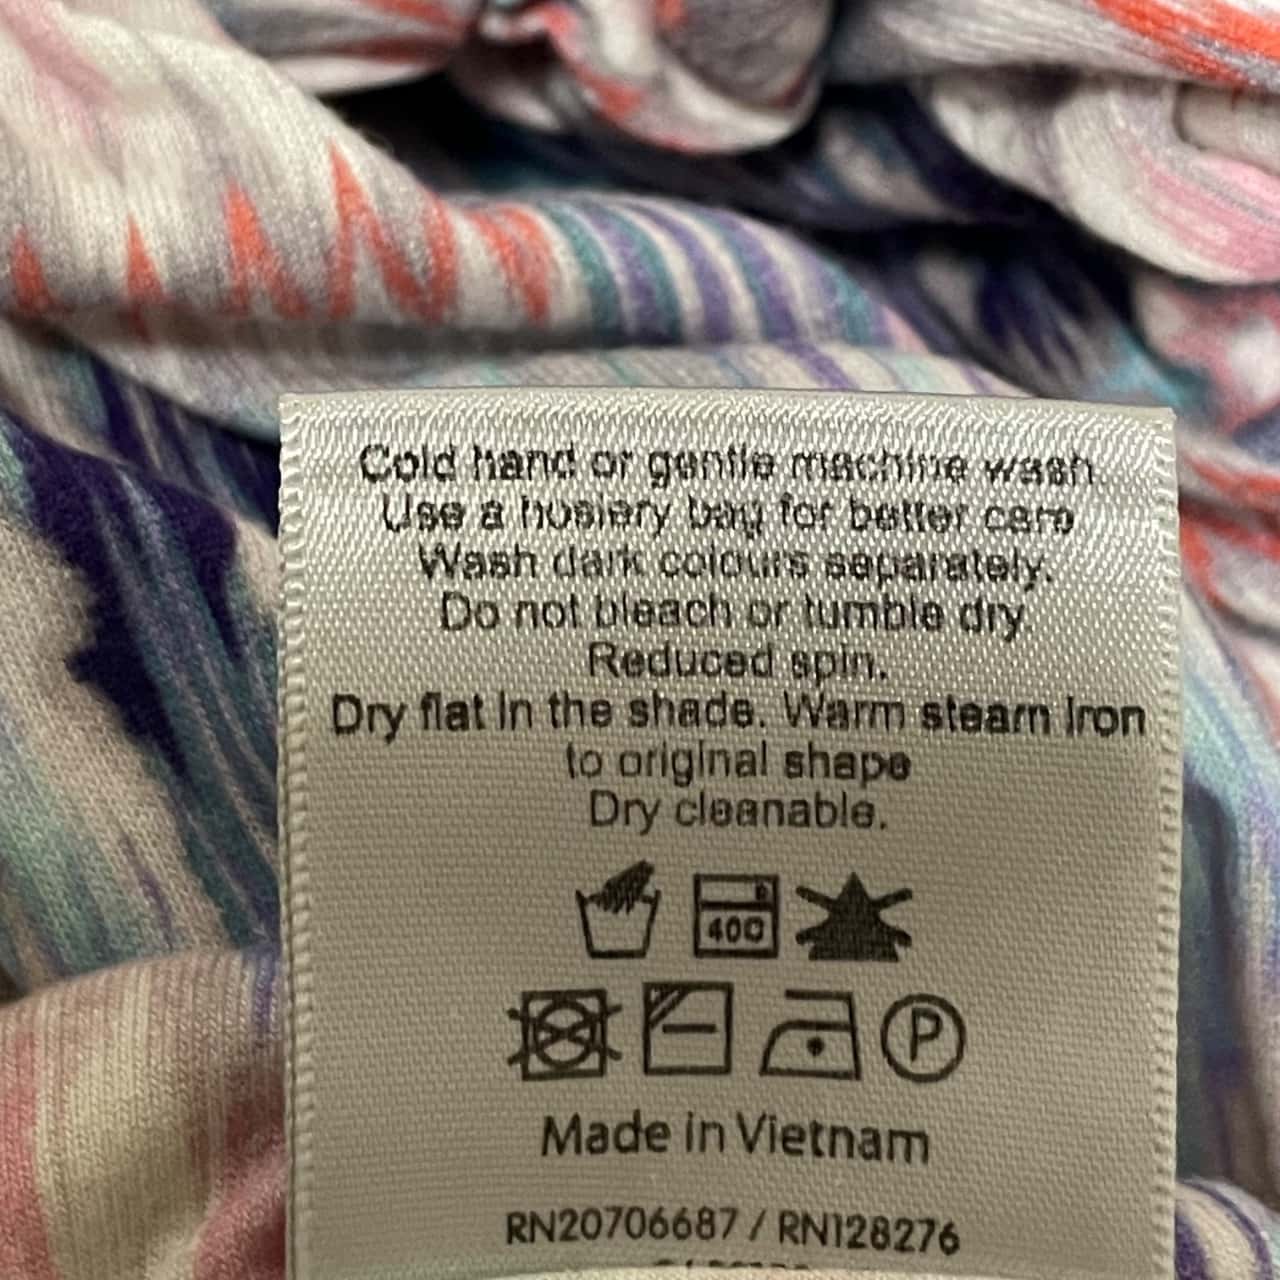 Cold hand or gentle machine wash
Use a hosiery bag for better care
Wash dark colours separately.
Do not bleach or tumble dry.
Reduced spin.
Dry flat in the shade. Warm steam iron
to original shape
Dry cleanable.
40C
P
Made in Vietnam
RN20706687 / RN128276